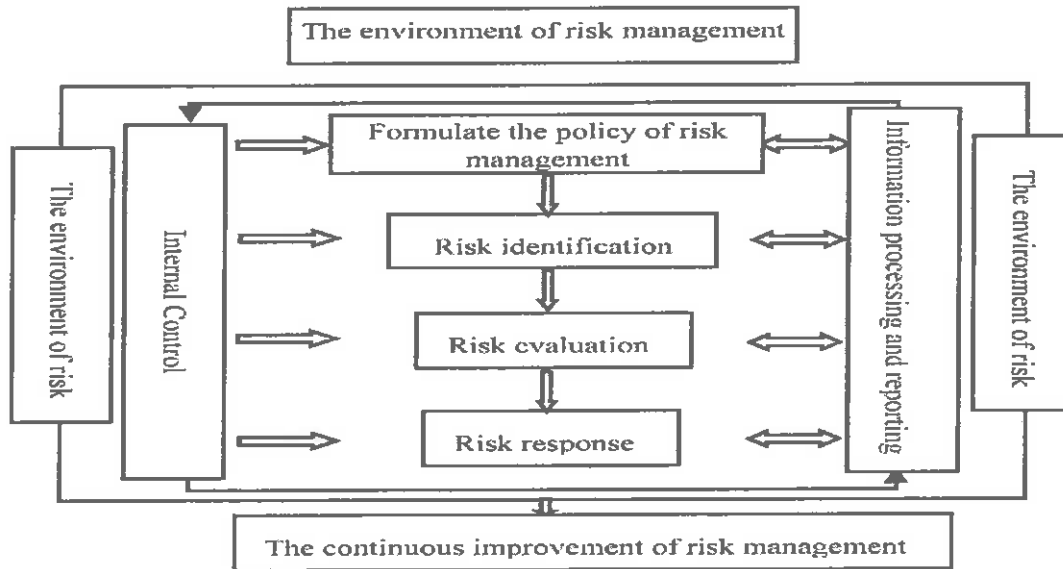 The environment of risk management
Formulate the policy of risk
management
Risk identification
Risk evaluation
Risk response
The environment of risk
Internal Control
Information processing and reporting
The environment of risk
The continuous improvement of risk management